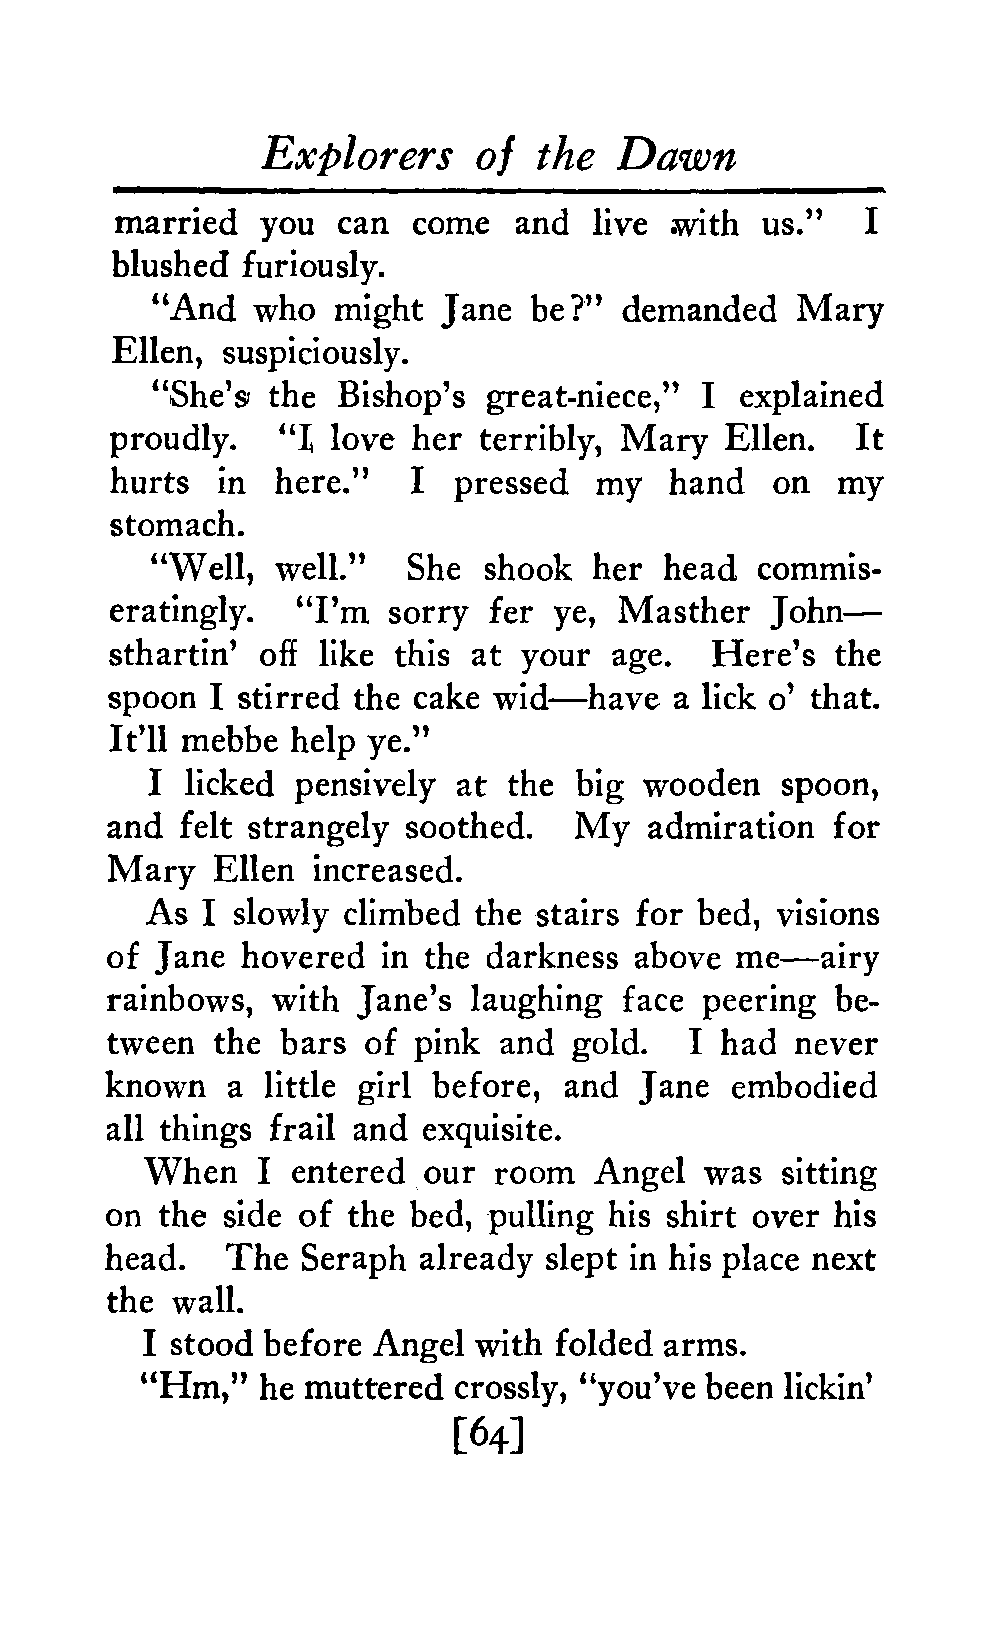 Explorers of the Dawn
married you can come and live with us." I
blushed furiously.
"And who might Jane be?" demanded Mary
Ellen, suspiciously.
"She's the Bishop's great-niece," I explained
proudly. "I love her terribly, Mary Ellen. It
hurts in here." I pressed my hand on my
stomach.
"Well, well." She shook her head commis-
eratingly. "I'm sorry fer ye, Masther John—
sthartin' off like this at your age. Here's the
spoon I stirred the cake wid—have a lick o' that.
It'll mebbe help ye."
I licked pensively at the big wooden spoon,
and felt strangely soothed. My admiration for
Mary Ellen increased.
As I slowly climbed the stairs for bed, visions
of Jane hovered in the darkness above me—airy
rainbows, with Jane's laughing face peering be-
tween the bars of pink and gold. I had never
known a little girl before, and Jane embodied
all things frail and exquisite.
When I entered our room Angel was sitting
on the side of the bed, pulling his shirt over his
head. The Seraph already slept in his place next
the wall.
I stood before Angel with folded arms.
"Hm," he muttered crossly, "you've been lickin'
[64]